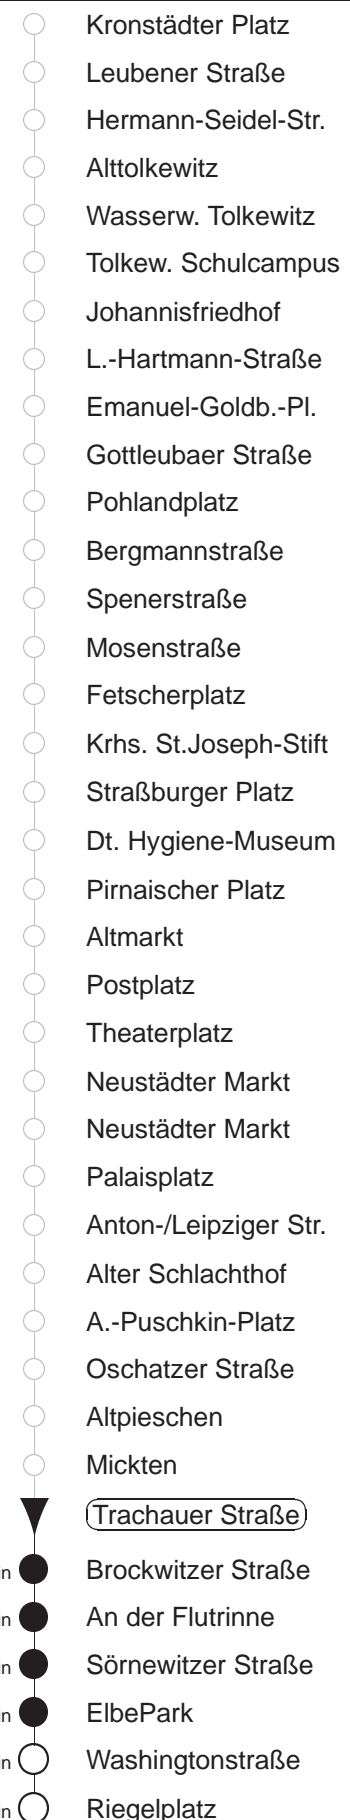 Kronstädter Platz
Leubener Straße
Hermann-Seidel-Str.
Alttolkewitz
Wasserw. Tolkewitz
Tolkew. Schulcampus
Johannisfriedhof
L.-Hartmann-Straße
Emanuel-Goldb.-Pl.
Gottleubaer Straße
Pohlandplatz
Bergmannstraße
Spenerstraße
Mosenstraße
Fetscherplatz
Krhs. St.Joseph-Stift
Straßburger Platz
Dt. Hygiene-Museum
Pirnaischer Platz
Altmarkt
Postplatz
Theaterplatz
Neustädter Markt
Neustädter Markt
Palaisplatz
Anton-/Leipziger Str.
Alter Schlachthof
A.-Puschkin-Platz
Oschatzer Straße
Altpieschen
Mickten
Trachauer Straße
Brockwitzer Straße
An der Flutrinne
Sörnewitzer Straße
ElbePark
Washingtonstraße
Riegelplatz